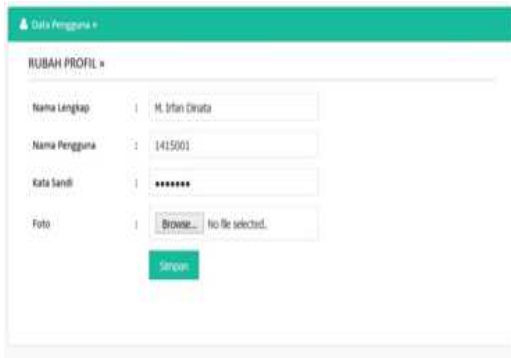 Data Pengguna »
RUBAH PROFIL »
Nama Lengkap : M. Irfan Dinata
Nama Pengguna : 1415001
Kata Sandi : •••••••
Foto : Browse... No file selected.
Simpan